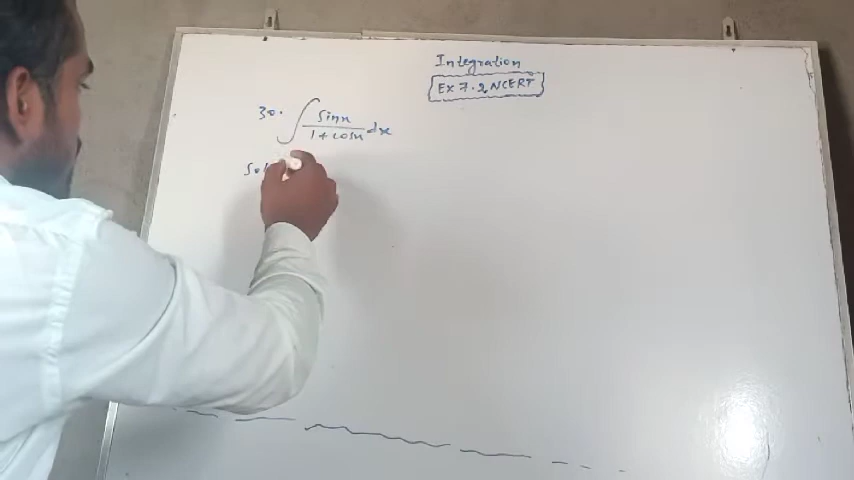 Integration
Ex 7.2 NCERT
30. ∫ sinx / 1 + cosx dx
Sol